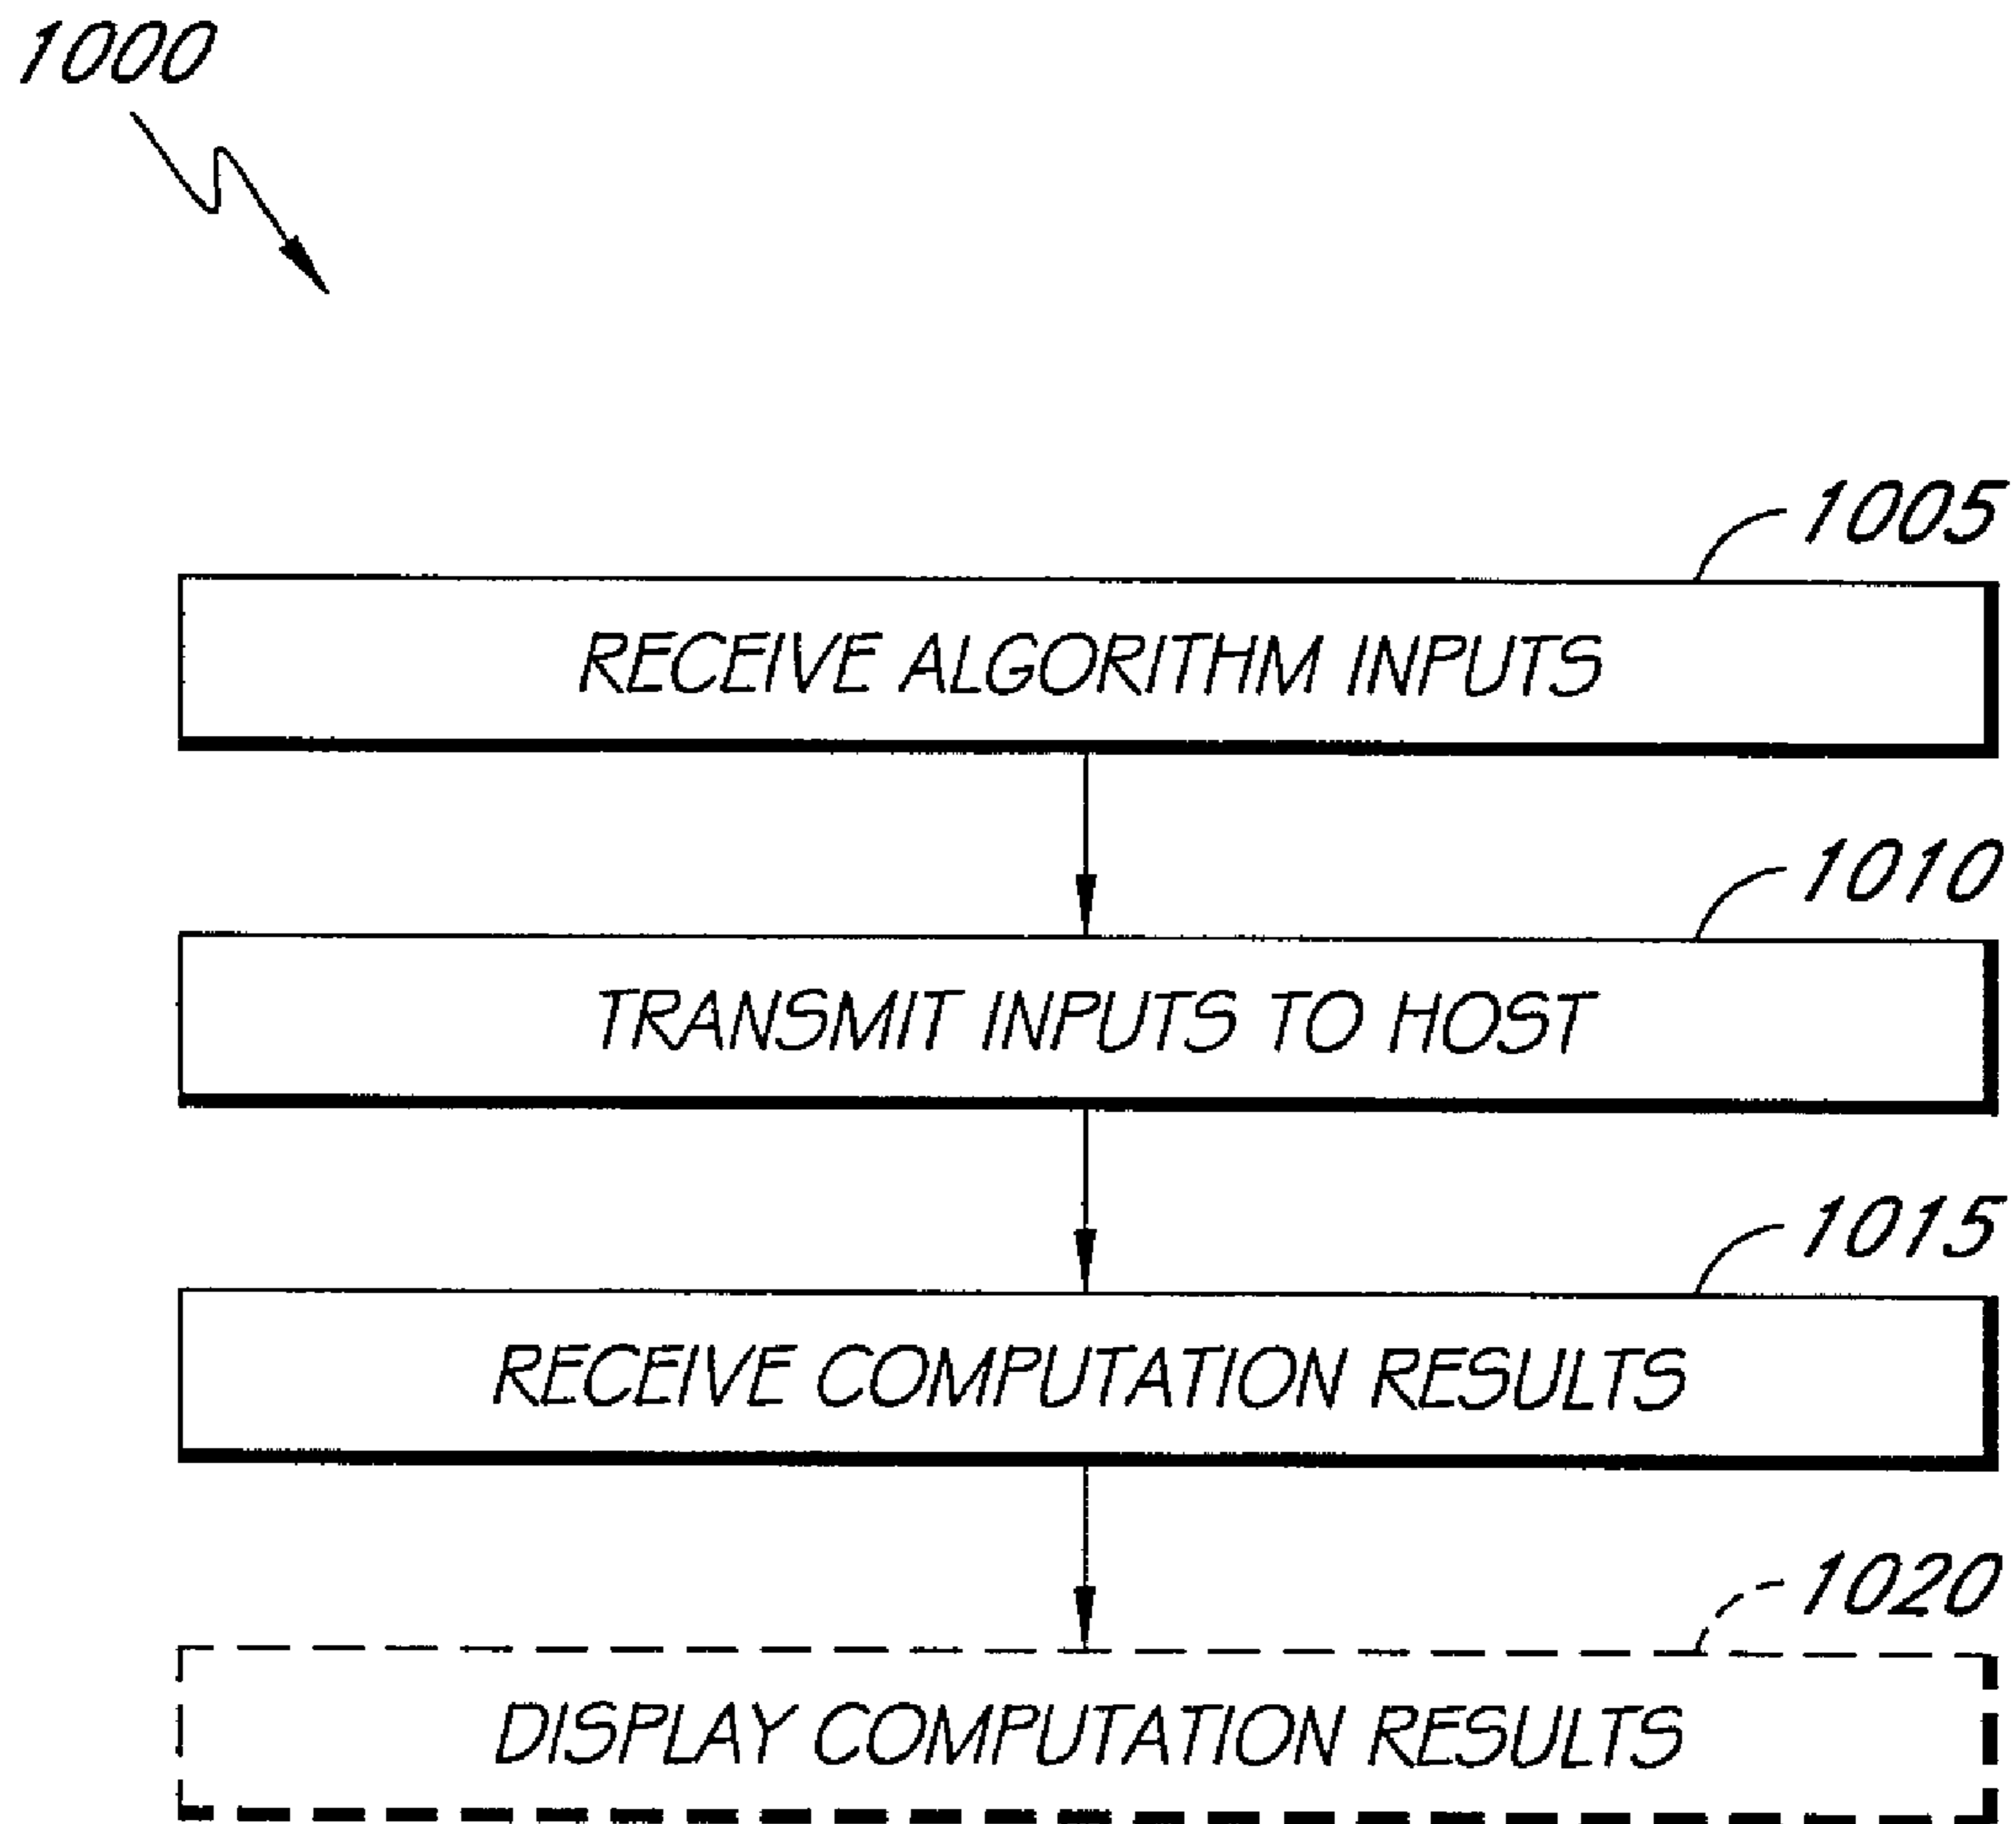 1000
1005
RECEIVE ALGORITHM INPUTS
1010
TRANSMIT INPUTS TO HOST
1015
RECEIVE COMPUTATION RESULTS
1020
DISPLAY COMPUTATION RESULTS